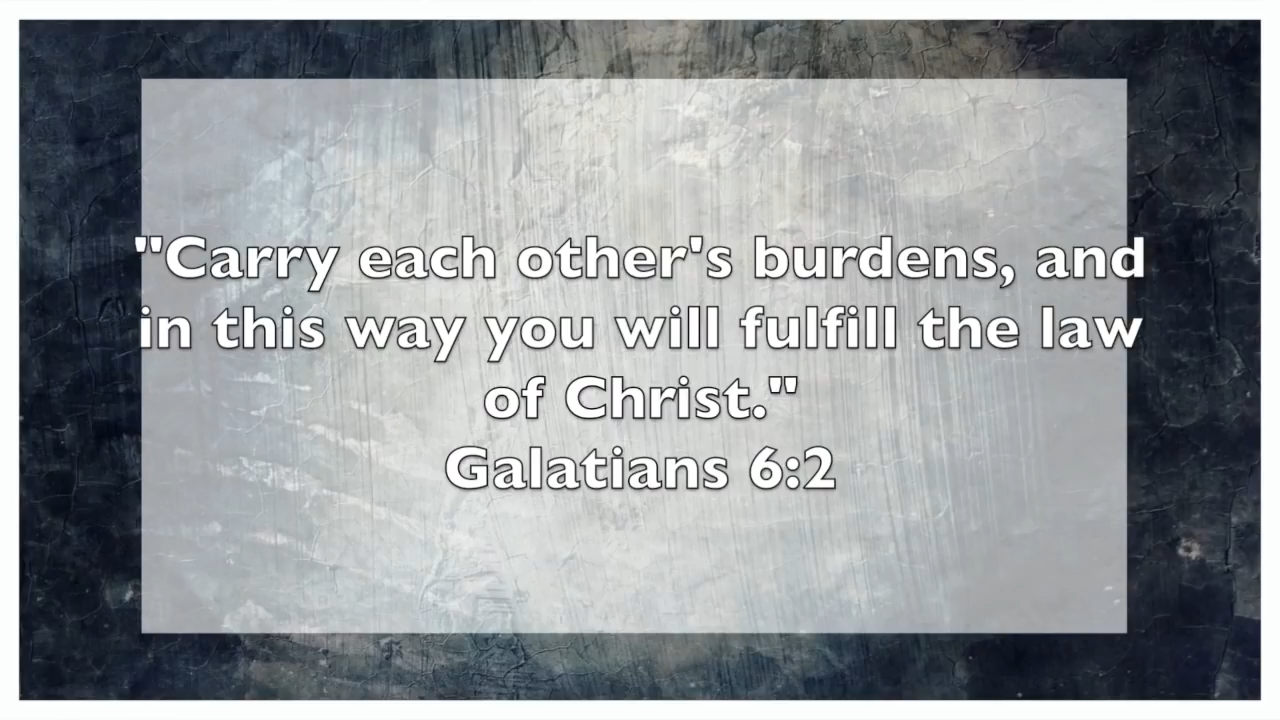 "Carry each other's burdens, and
in this way you will fulfill the law
of Christ."
Galatians 6:2